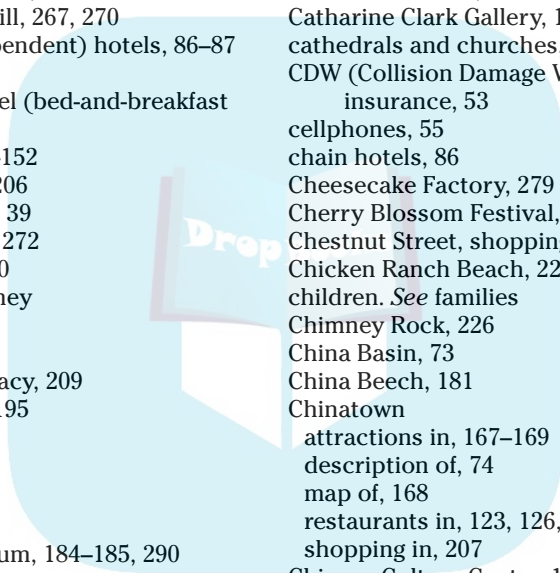 ill, 267, 270
pendent) hotels, 86–87
el (bed-and-breakfast
152
206
39
272
0
ney
acy, 209
195
um, 184–185, 290
Catharine Clark Gallery, 1
cathedrals and churches
CDW (Collision Damage
insurance, 53
cellphones, 55
chain hotels, 86
Cheesecake Factory, 279
Cherry Blossom Festival,
Chestnut Street, shopping
Chicken Ranch Beach, 22
children. See families
Chimney Rock, 226
China Basin, 73
China Beech, 181
Chinatown
attractions in, 167–169
description of, 74
map of, 168
restaurants in, 123, 126,
shopping in, 207
Drop